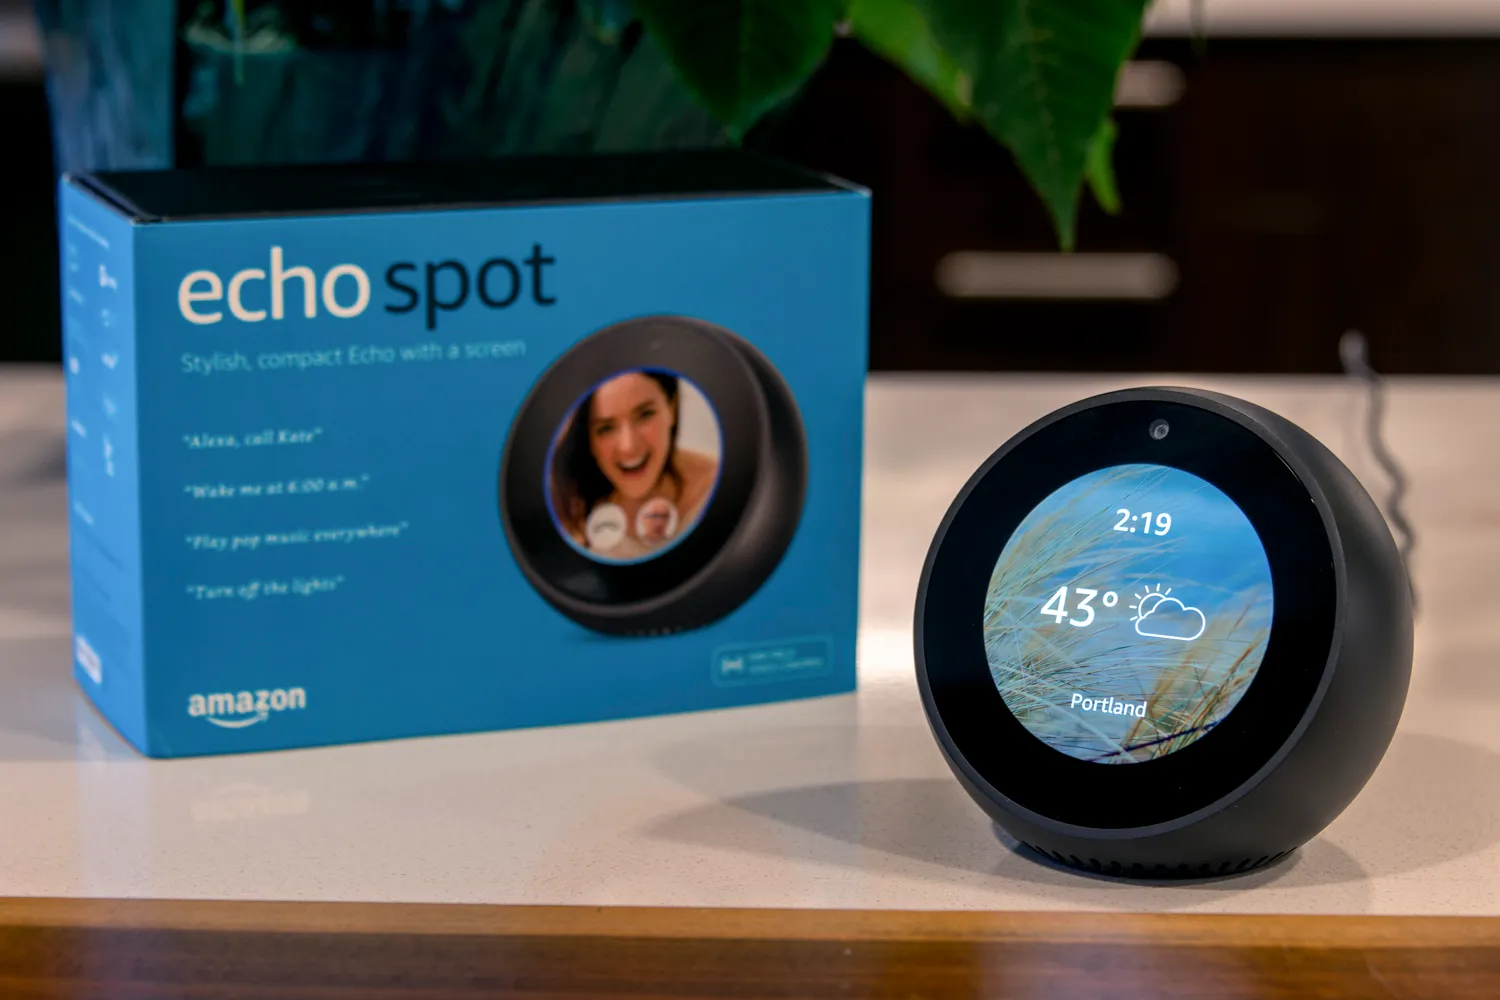 echo spot
Stylish, compact Echo with a screen
"Alexa, call Kate"
"Wake me at 6:00 a.m."
"Play pop music everywhere"
"Turn off the lights"
amazon
2:19
43°
Portland